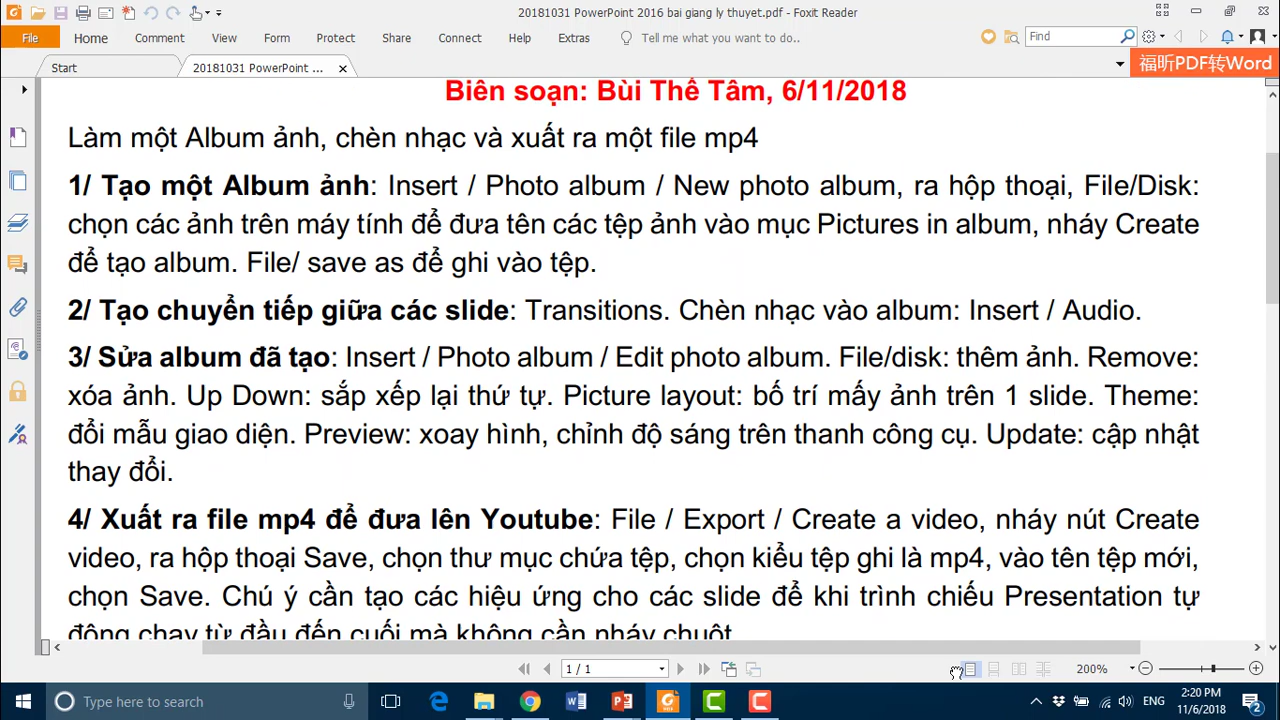 20181031 PowerPoint 2016 bai giang ly thuyet.pdf - Foxit Reader
File Home Comment View Form Protect Share Connect Help Extras Tell me what you want to do... Find
Start 20181031 PowerPoint ... 福昕PDF转Word
Biên soạn: Bùi Thế Tâm, 6/11/2018
Làm một Album ảnh, chèn nhạc và xuất ra một file mp4
1/ Tạo một Album ảnh: Insert / Photo album / New photo album, ra hộp thoại, File/Disk:
chọn các ảnh trên máy tính để đưa tên các tệp ảnh vào mục Pictures in album, nháy Create
để tạo album. File/ save as để ghi vào tệp.
2/ Tạo chuyển tiếp giữa các slide: Transitions. Chèn nhạc vào album: Insert / Audio.
3/ Sửa album đã tạo: Insert / Photo album / Edit photo album. File/disk: thêm ảnh. Remove:
xóa ảnh. Up Down: sắp xếp lại thứ tự. Picture layout: bố trí mấy ảnh trên 1 slide. Theme:
đổi mẫu giao diện. Preview: xoay hình, chỉnh độ sáng trên thanh công cụ. Update: cập nhật
thay đổi.
4/ Xuất ra file mp4 để đưa lên Youtube: File / Export / Create a video, nháy nút Create
video, ra hộp thoại Save, chọn thư mục chứa tệp, chọn kiểu tệp ghi là mp4, vào tên tệp mới,
chọn Save. Chú ý cần tạo các hiệu ứng cho các slide để khi trình chiếu Presentation tự
động chạy từ đầu đến cuối mà không cần nháy chuột.
1 / 1 200%
Type here to search ENG 2:20 PM
11/6/2018 2